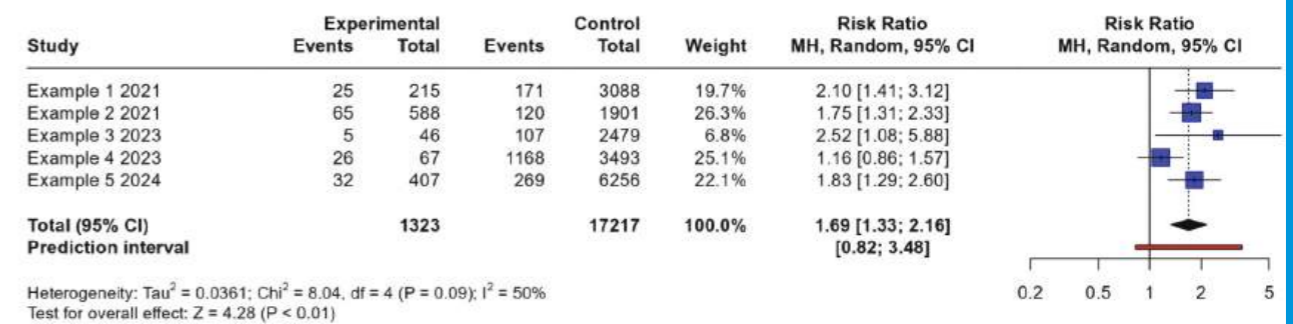 Experimental Control Risk Ratio Risk Ratio
Study Events Total Events Total Weight MH, Random, 95% CI MH, Random, 95% CI
Example 1 2021 25 215 171 3088 19.7% 2.10 [1.41; 3.12]
Example 2 2021 65 588 120 1901 26.3% 1.75 [1.31; 2.33]
Example 3 2023 5 46 107 2479 6.8% 2.52 [1.08; 5.88]
Example 4 2023 26 67 1168 3493 25.1% 1.16 [0.86; 1.57]
Example 5 2024 32 407 269 6256 22.1% 1.83 [1.29; 2.60]
Total (95% CI) 1323 17217 100.0% 1.69 [1.33; 2.16]
Prediction interval [0.82; 3.48]
Heterogeneity: Tau² = 0.0361; Chi² = 8.04, df = 4 (P = 0.09); I² = 50%
Test for overall effect: Z = 4.28 (P < 0.01)
0.2 0.5 1 2 5